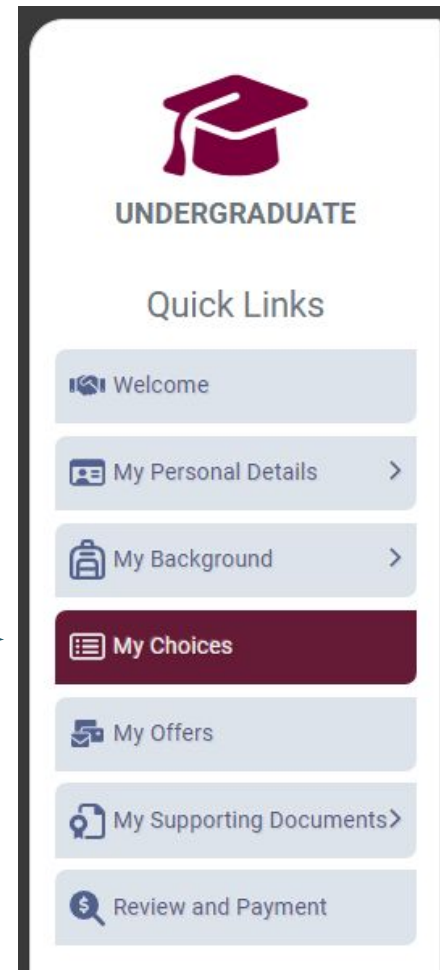 UNDERGRADUATE
Quick Links
Welcome
My Personal Details
My Background
My Choices
My Offers
My Supporting Documents
Review and Payment